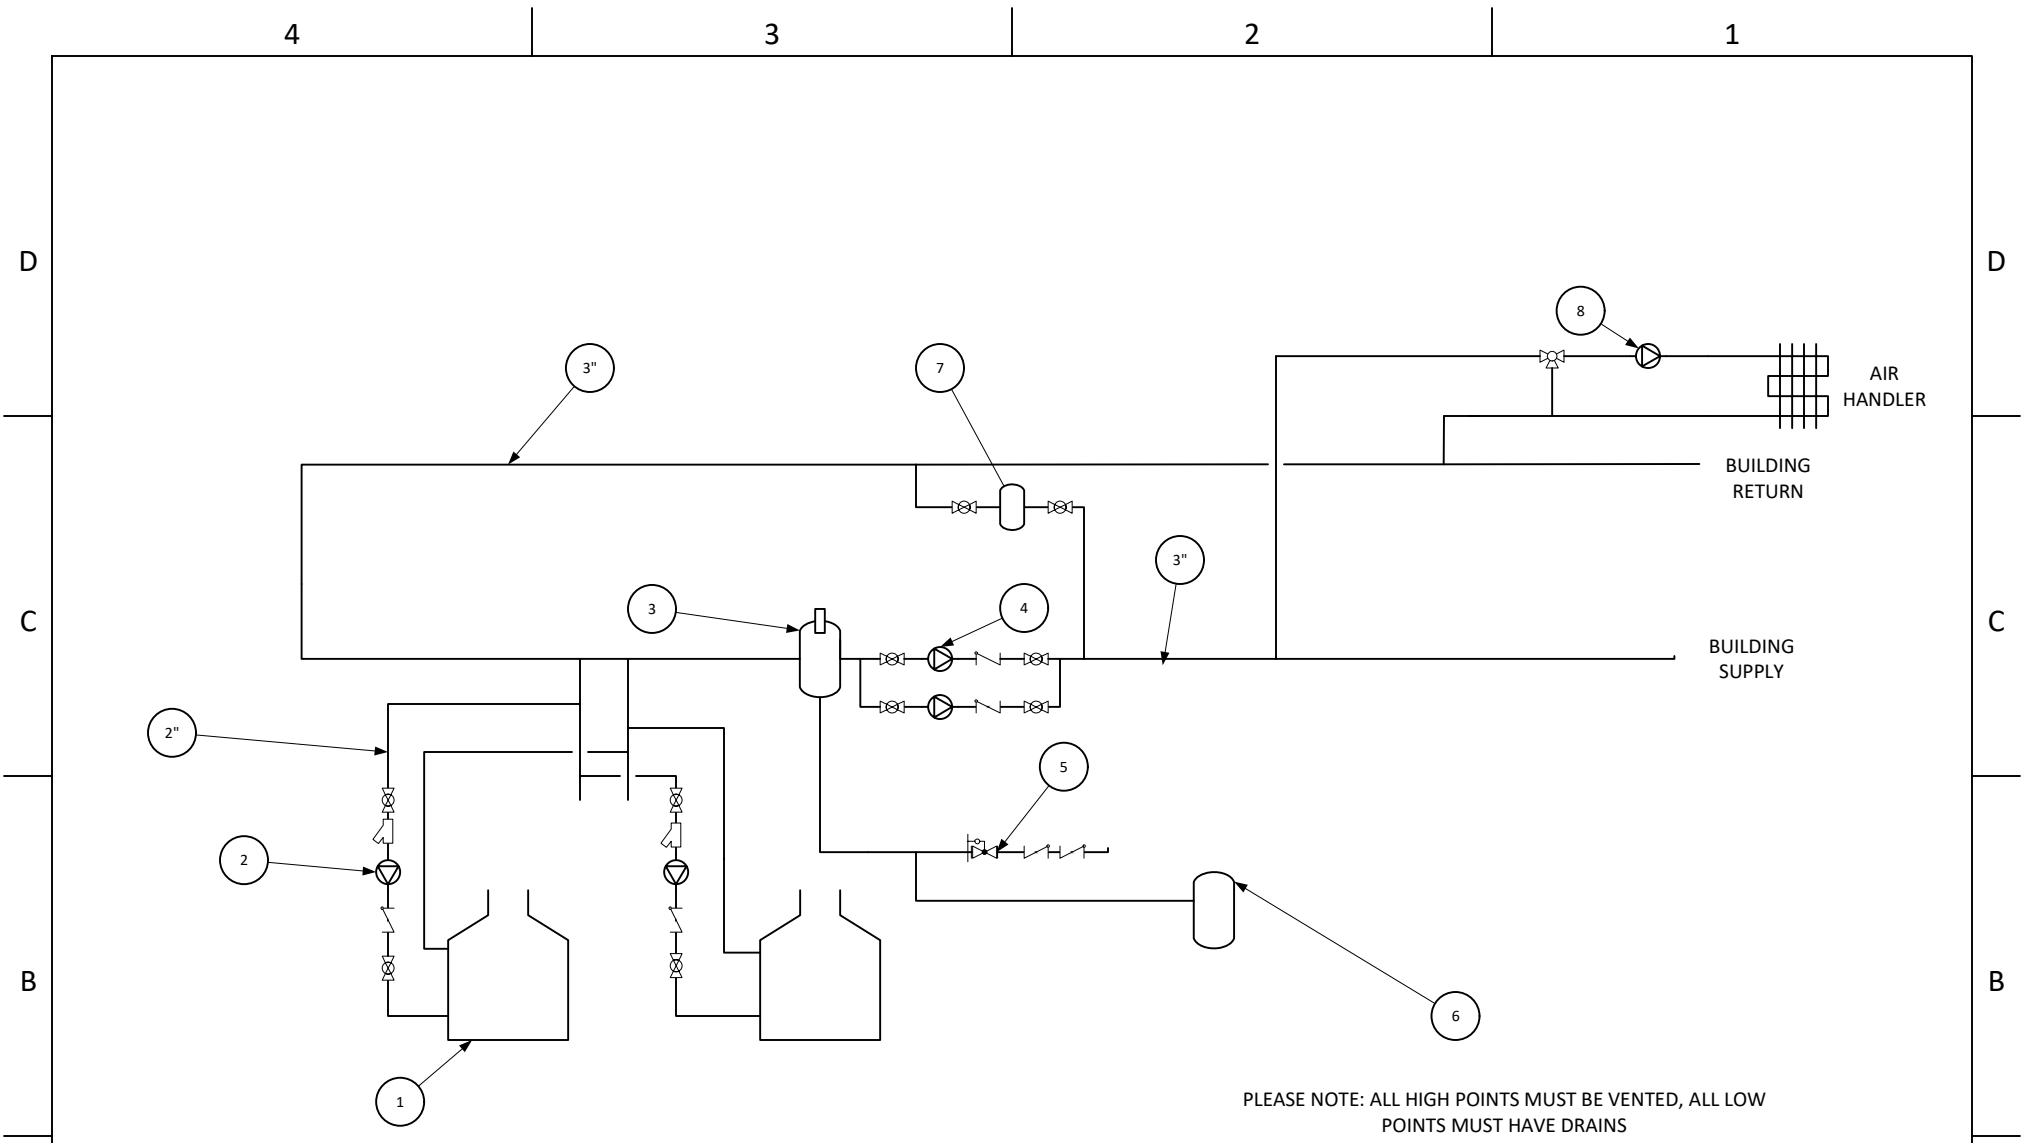 4 3 2 1
D D
8
3" 7
AIR
HANDLER
BUILDING
RETURN
3"
3 4
C C
BUILDING
SUPPLY
2"
5
2
B B
6
1
PLEASE NOTE: ALL HIGH POINTS MUST BE VENTED, ALL LOW
POINTS MUST HAVE DRAINS